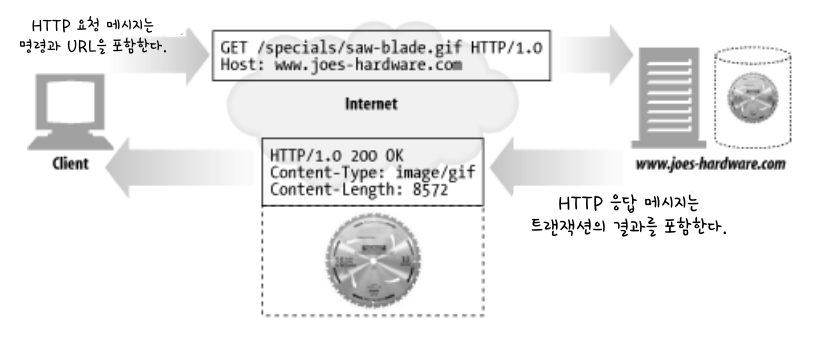 HTTP 요청 메시지는
명령과 URL을 포함한다.
GET /specials/saw-blade.gif HTTP/1.0
Host: www.joes-hardware.com
Internet
Client
HTTP/1.0 200 OK
Content-Type: image/gif
Content-Length: 8572
www.joes-hardware.com
HTTP 응답 메시지는
트랜잭션의 결과를 포함한다.